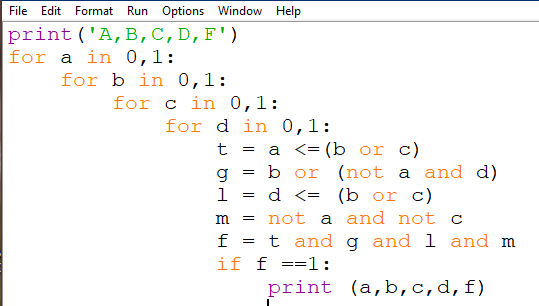 File Edit Format Run Options Window Help
print('A,B,C,D,F')
for a in 0,1:
for b in 0,1:
for c in 0,1:
for d in 0,1:
t = a <=(b or c)
g = b or (not a and d)
l = d <= (b or c)
m = not a and not c
f = t and g and l and m
if f ==1:
print (a,b,c,d,f)